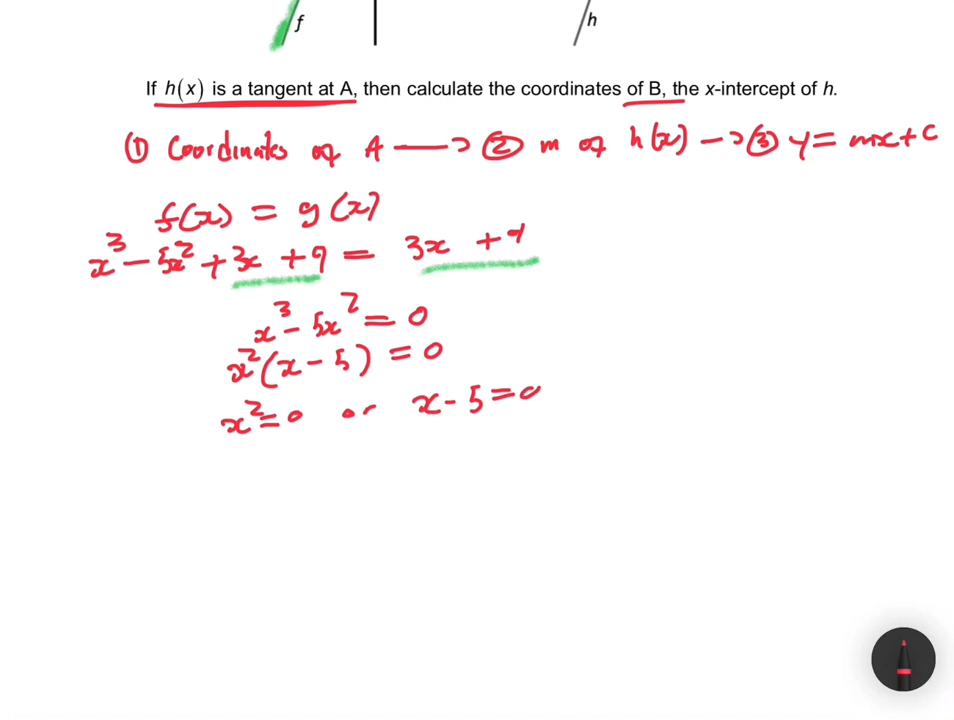 f h
If h(x) is a tangent at A, then calculate the coordinates of B, the x-intercept of h.
① Coordinates of A → ② m of h(x) → ③ y = mx + c
f(x) = g(x)
x³ - 5x² + 3x + 9 = 3x + 9
x³ - 5x² = 0
x²(x - 5) = 0
x² = 0 or x - 5 = 0